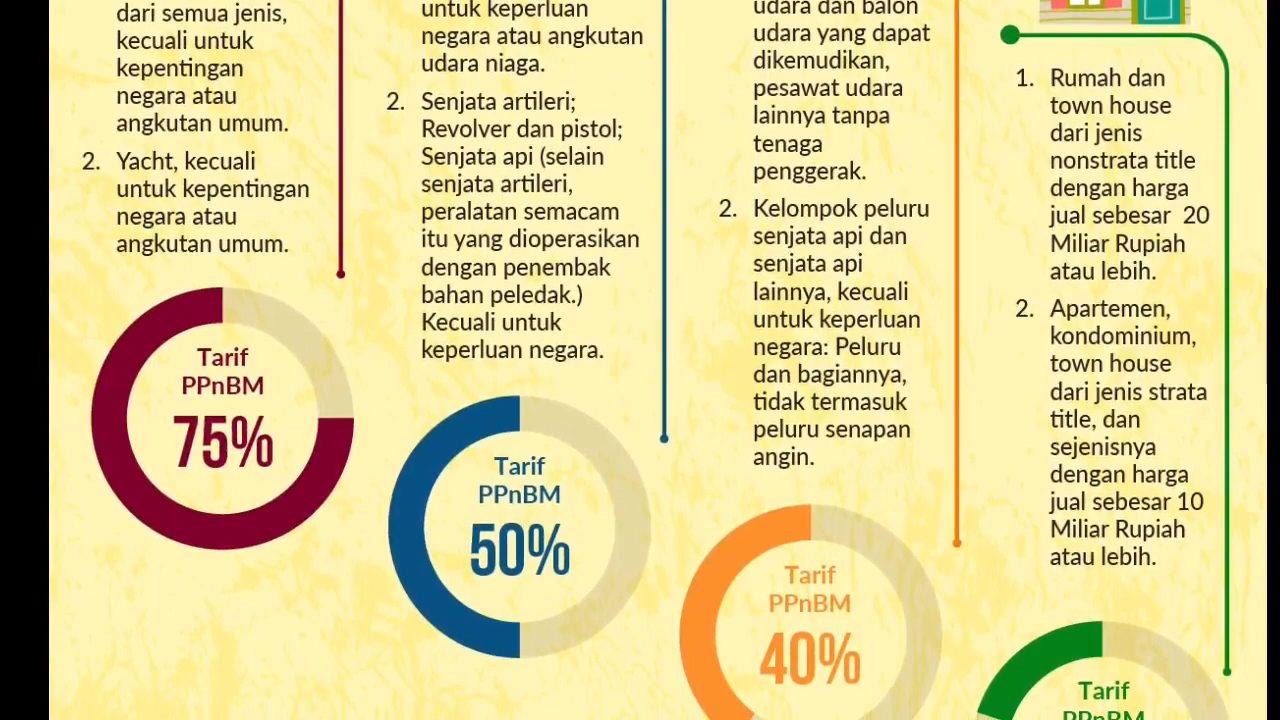 dari semua jenis,
kecuali untuk
kepentingan
negara atau
angkutan umum.
2. Yacht, kecuali
untuk kepentingan
negara atau
angkutan umum.
Tarif
PPnBM
75%
untuk keperluan
negara atau angkutan
udara niaga.
2. Senjata artileri;
Revolver dan pistol;
Senjata api (selain
senjata artileri,
peralatan semacam
itu yang dioperasikan
dengan penembak
bahan peledak.)
Kecuali untuk
keperluan negara.
Tarif
PPnBM
50%
udara dan balon
udara yang dapat
dikemudikan,
pesawat udara
lainnya tanpa
tenaga
penggerak.
2. Kelompok peluru
senjata api dan
senjata api
lainnya, kecuali
untuk keperluan
negara: Peluru
dan bagiannya,
tidak termasuk
peluru senapan
angin.
Tarif
PPnBM
40%
1. Rumah dan
town house
dari jenis
nonstrata title
dengan harga
jual sebesar 20
Miliar Rupiah
atau lebih.
2. Apartemen,
kondominium,
town house
dari jenis strata
title, dan
sejenisnya
dengan harga
jual sebesar 10
Miliar Rupiah
atau lebih.
Tarif
PPnBM